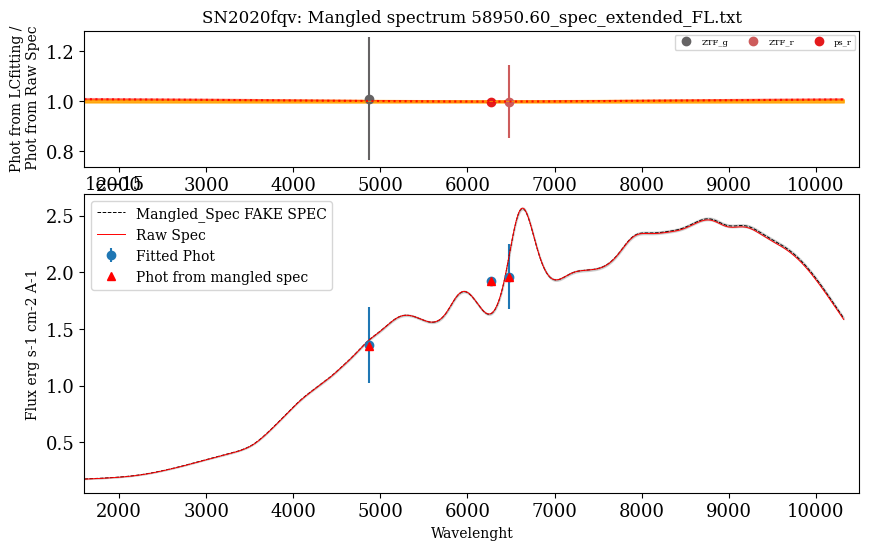 SN2020fqv: Mangled spectrum 58950.60_spec_extended_FL.txt
Phot from LCfitting /
Phot from Raw Spec
1.2
1.0
0.8
ZTF_g
ZTF_r
ps_r
2000 3000 4000 5000 6000 7000 8000 9000 10000
1e−15
Flux erg s-1 cm-2 A-1
2.5
2.0
1.5
1.0
0.5
Mangled_Spec FAKE SPEC
Raw Spec
Fitted Phot
Phot from mangled spec
2000 3000 4000 5000 6000 7000 8000 9000 10000
Wavelenght